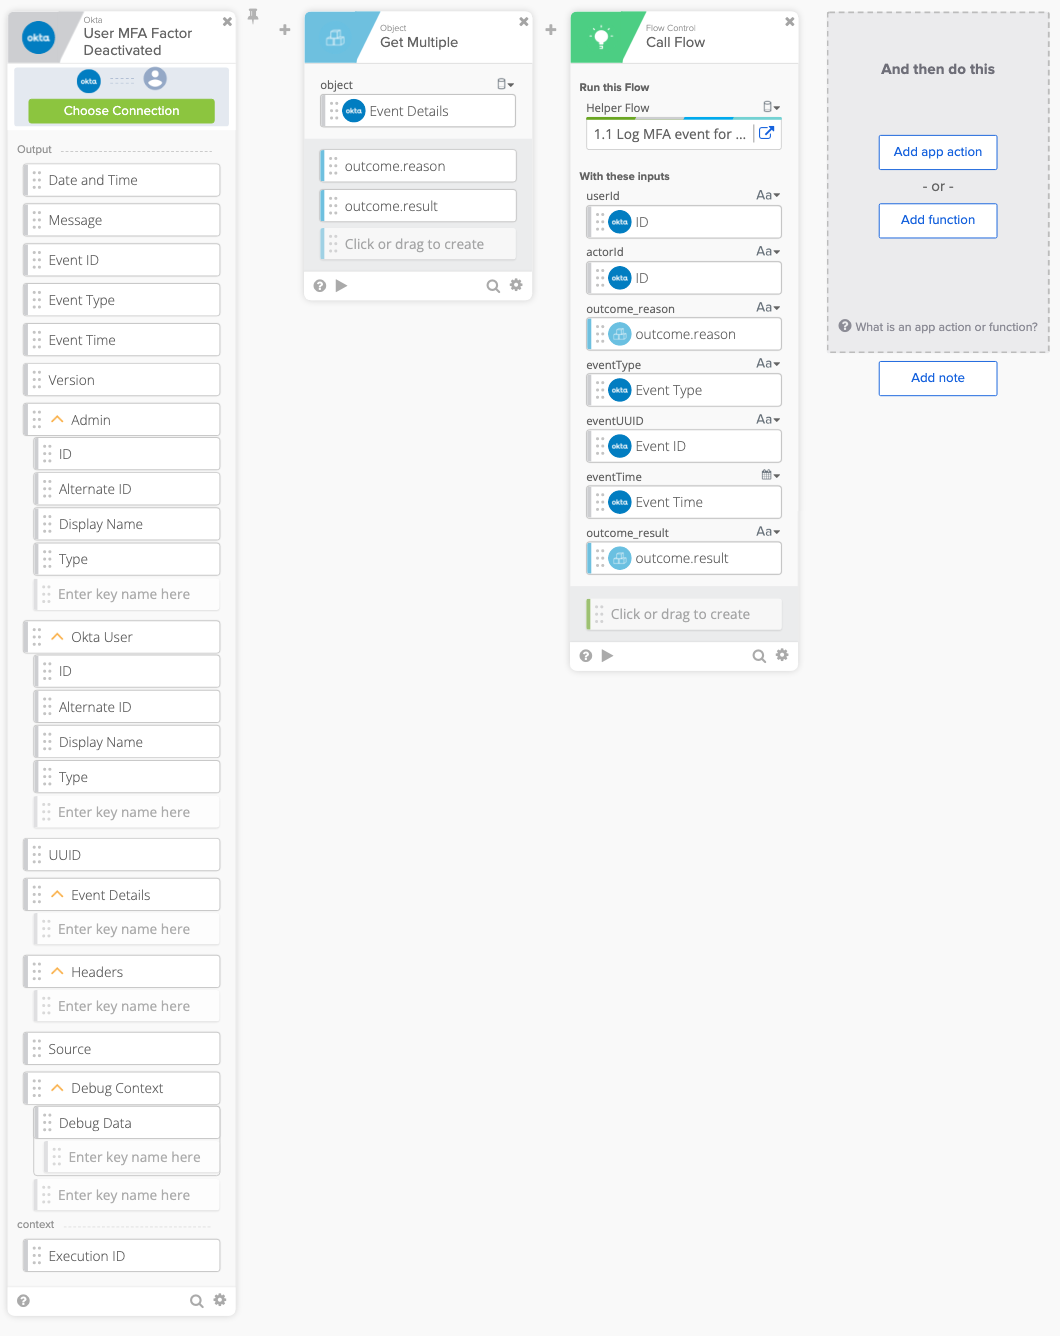 okta
Okta
User MFA Factor
Deactivated
okta
Choose Connection
Output
Date and Time
Message
Event ID
Event Type
Event Time
Version
Admin
ID
Alternate ID
Display Name
Type
Enter key name here
Okta User
ID
Alternate ID
Display Name
Type
Enter key name here
UUID
Event Details
Enter key name here
Headers
Enter key name here
Source
Debug Context
Debug Data
Enter key name here
Enter key name here
context
Execution ID
Object
Get Multiple
object
okta Event Details
outcome.reason
outcome.result
Click or drag to create
Flow Control
Call Flow
Run this Flow
Helper Flow
1.1 Log MFA event for ...
With these inputs
userId Aa
okta ID
actorId Aa
okta ID
outcome_reason Aa
outcome.reason
eventType Aa
okta Event Type
eventUUID Aa
okta Event ID
eventTime
okta Event Time
outcome_result Aa
outcome.result
Click or drag to create
And then do this
Add app action
- or -
Add function
What is an app action or function?
Add note